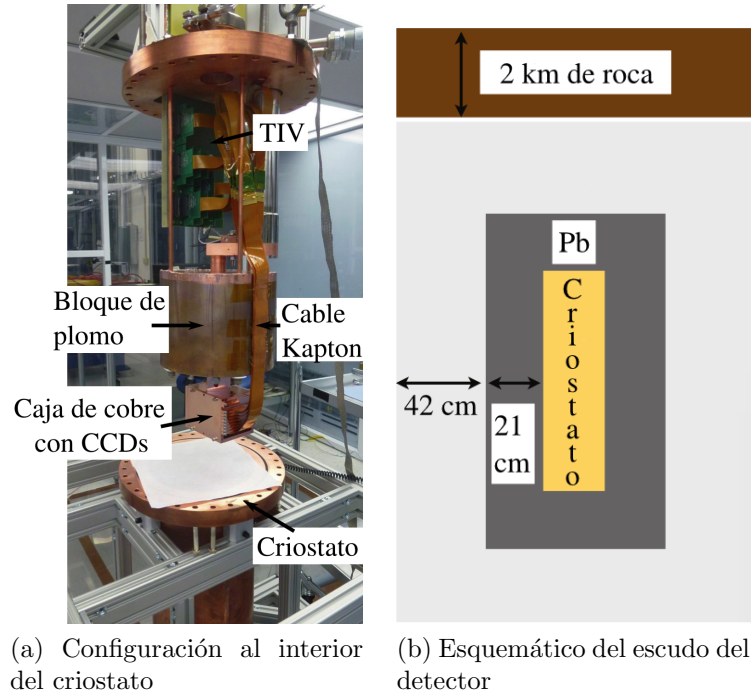 TIV
Bloque de
plomo
Cable
Kapton
Caja de cobre
con CCDs
Criostato
(a) Configuración al interior
del criostato
2 km de roca
Pb
Criostato
42 cm
21
cm
(b) Esquemático del escudo del
detector